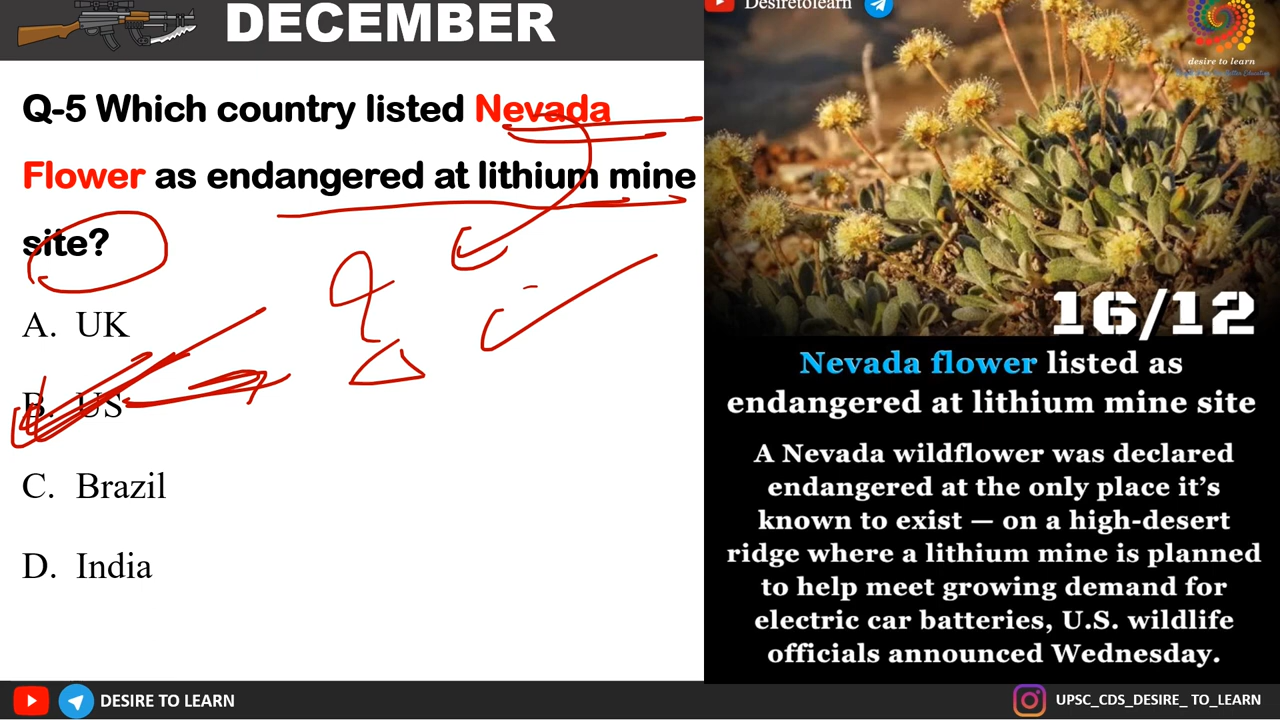 DECEMBER
Q-5 Which country listed Nevada
Flower as endangered at lithium mine
site?
A. UK
B. US
C. Brazil
D. India
Desiretolearn
desire to learn
16/12
Nevada flower listed as
endangered at lithium mine site
A Nevada wildflower was declared
endangered at the only place it's
known to exist — on a high-desert
ridge where a lithium mine is planned
to help meet growing demand for
electric car batteries, U.S. wildlife
officials announced Wednesday.
DESIRE TO LEARN
UPSC_CDS_DESIRE_ TO_LEARN